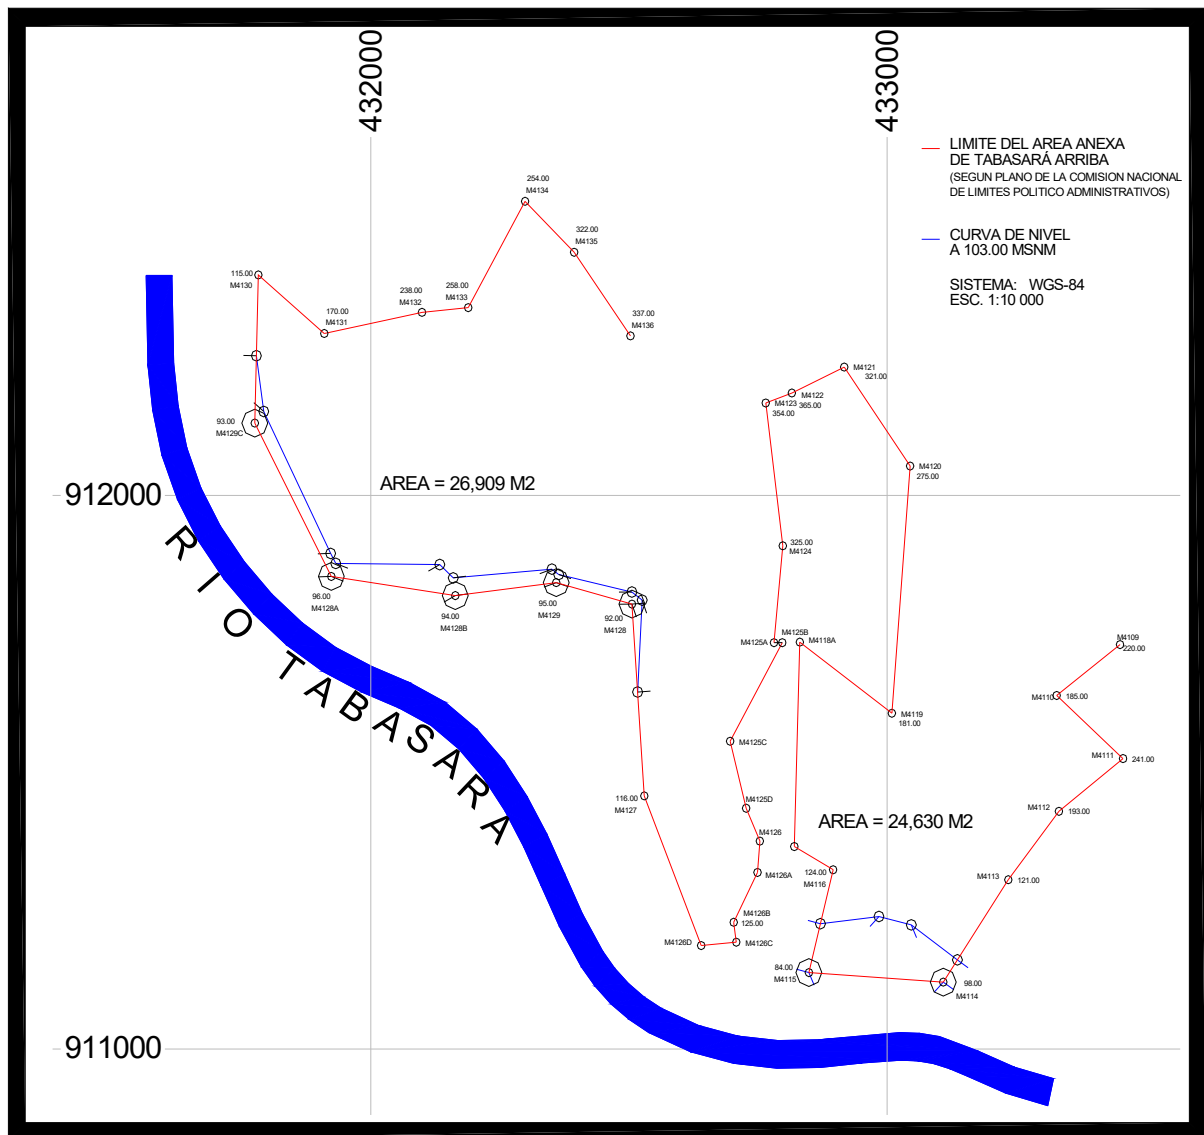 432000
433000
LIMITE DEL AREA ANEXA
DE TABASARÁ ARRIBA
(SEGUN PLANO DE LA COMISION NACIONAL
DE LIMITES POLITICO ADMINISTRATIVOS)
CURVA DE NIVEL
A 103.00 MSNM
SISTEMA: WGS-84
ESC. 1:10 000
254.00
M4134
322.00
M4135
115.00
M4130
238.00
M4132
258.00
M4133
170.00
M4131
337.00
M4136
M4121
321.00
M4122
365.00
M4123
354.00
93.00
M4129C
M4120
275.00
912000
AREA = 26,909 M2
325.00
M4124
96.00
M4128A
94.00
M4128B
95.00
M4129
92.00
M4128
M4125A
M4125B
M4118A
M4109
220.00
M4110
185.00
M4119
181.00
M4125C
M4111
241.00
116.00
M4127
M4125D
M4112
193.00
AREA = 24,630 M2
M4126
M4126A
124.00
M4116
M4113
121.00
M4126B
125.00
M4126D
M4126C
84.00
M4115
98.00
M4114
RIO TABASARA
911000